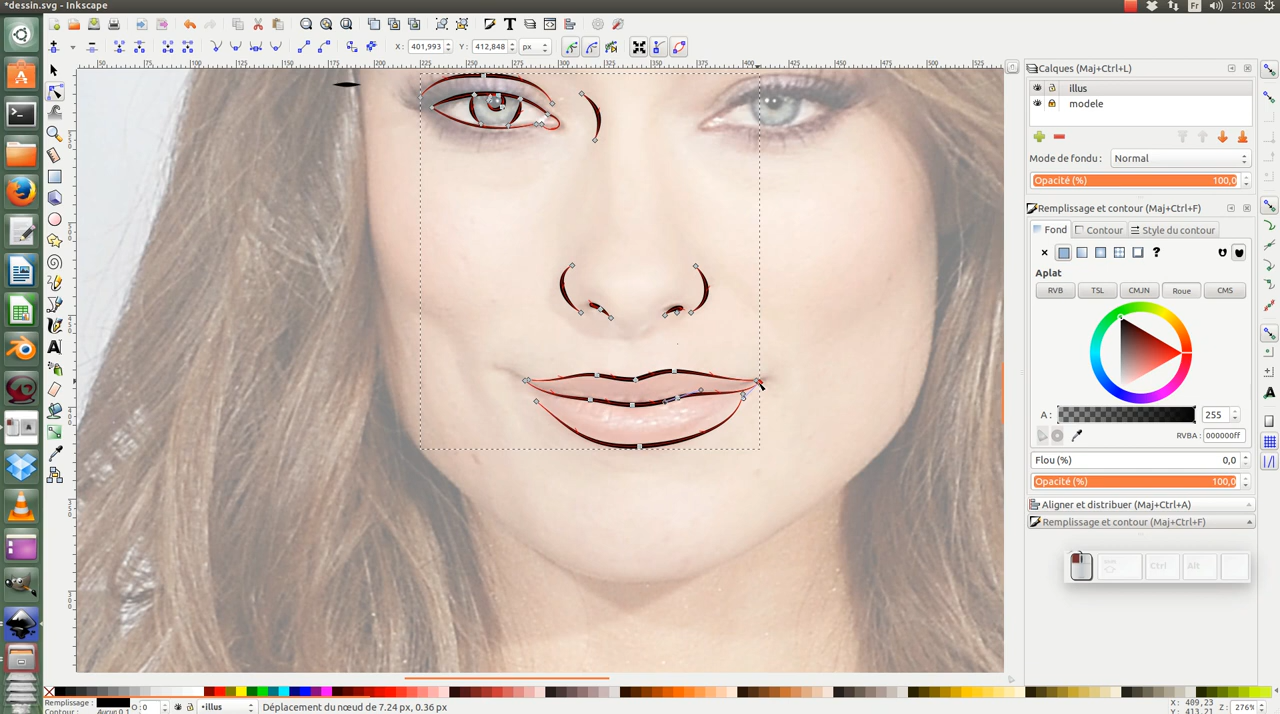 *dessin.svg - Inkscape
Fr
21:08
X: 401,993
Y: 412,848
px
Calques (Maj+Ctrl+L)
illus
modele
Mode de fondu :
Normal
Opacité (%)
100,0
Remplissage et contour (Maj+Ctrl+F)
Fond
Contour
Style du contour
?
Aplat
RVB
TSL
CMJN
Roue
CMS
A :
255
RVBA :
000000ff
Flou (%)
0,0
Opacité (%)
100,0
Aligner et distribuer (Maj+Ctrl+A)
Remplissage et contour (Maj+Ctrl+F)
Ctrl
Alt
Remplissage :
Contour :
O: 0
•illus
Déplacement du nœud de 7.24 px, 0.36 px
X: 409,23
Y: 413,21
Z: 276%